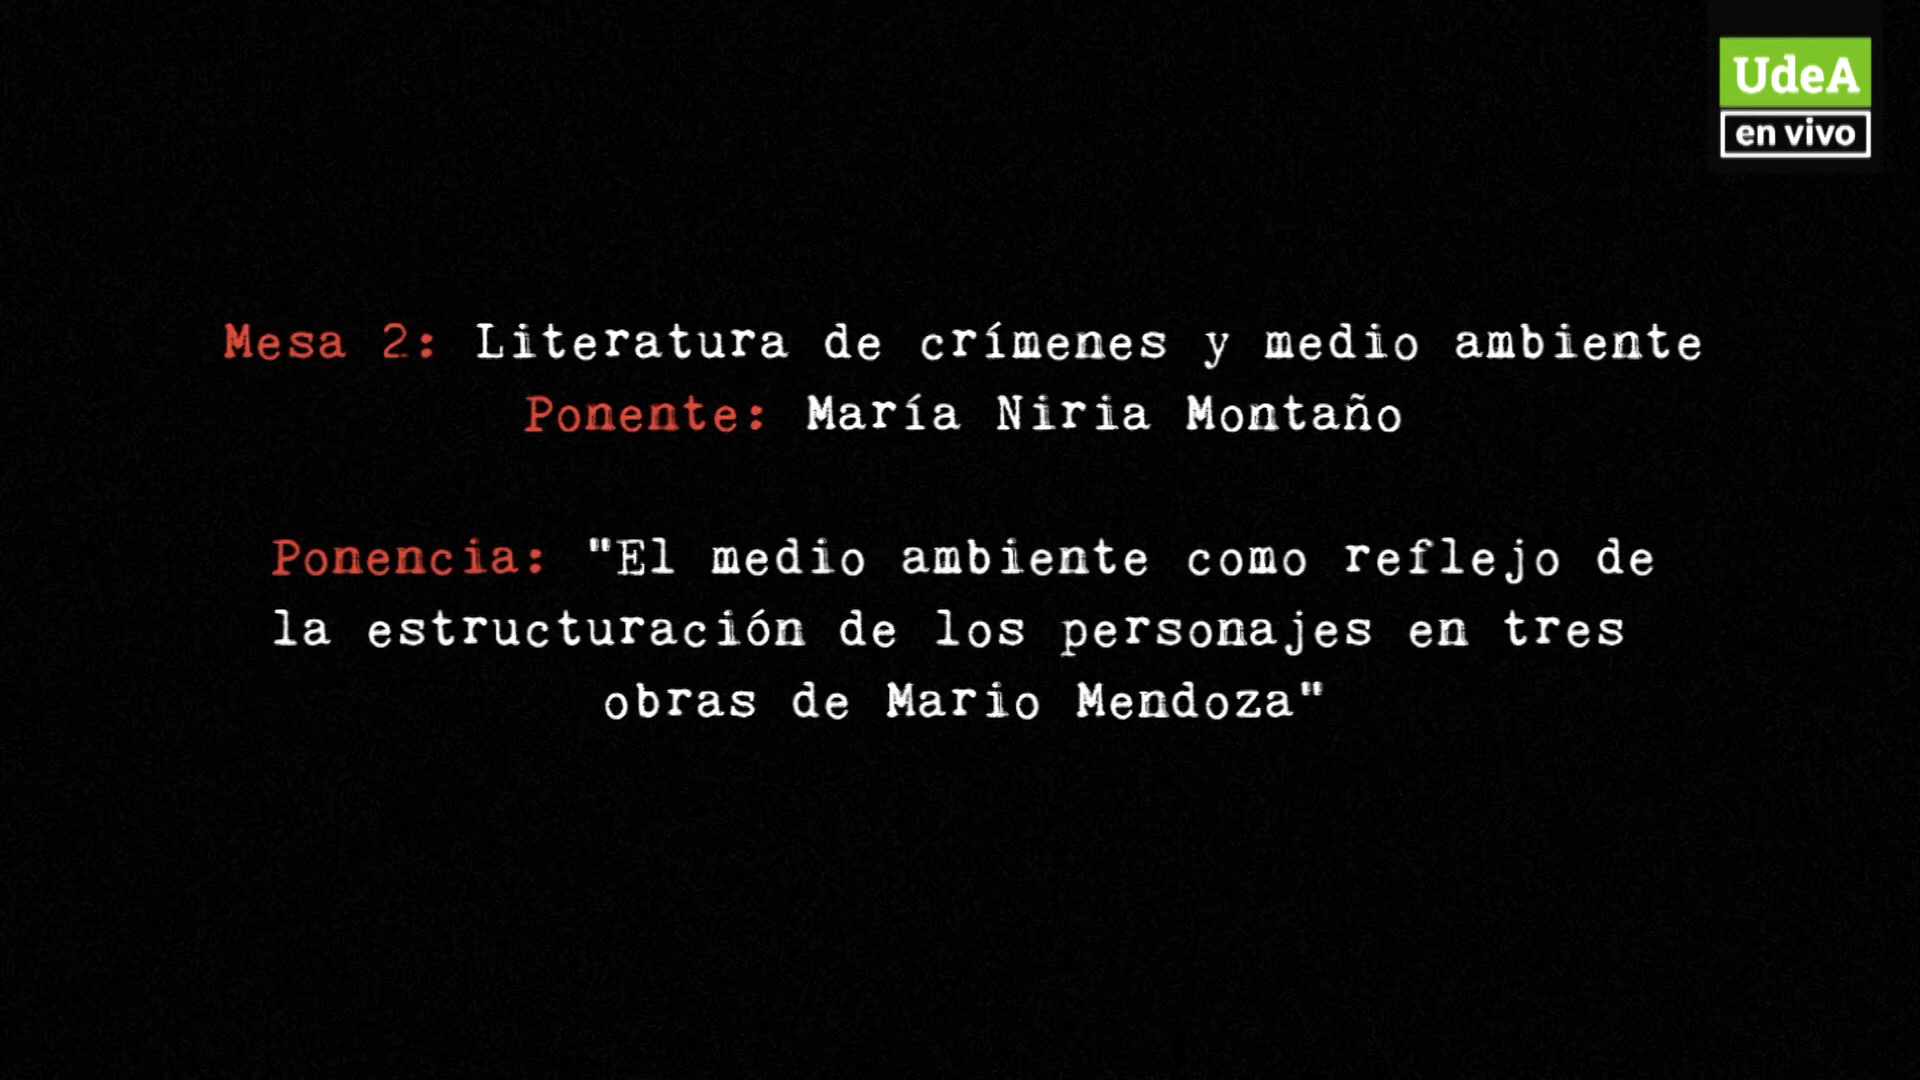 UdeA
en vivo
Mesa 2: Literatura de crímenes y medio ambiente
Ponente: María Niria Montaño
Ponencia: "El medio ambiente como reflejo de
la estructuración de los personajes en tres
obras de Mario Mendoza"